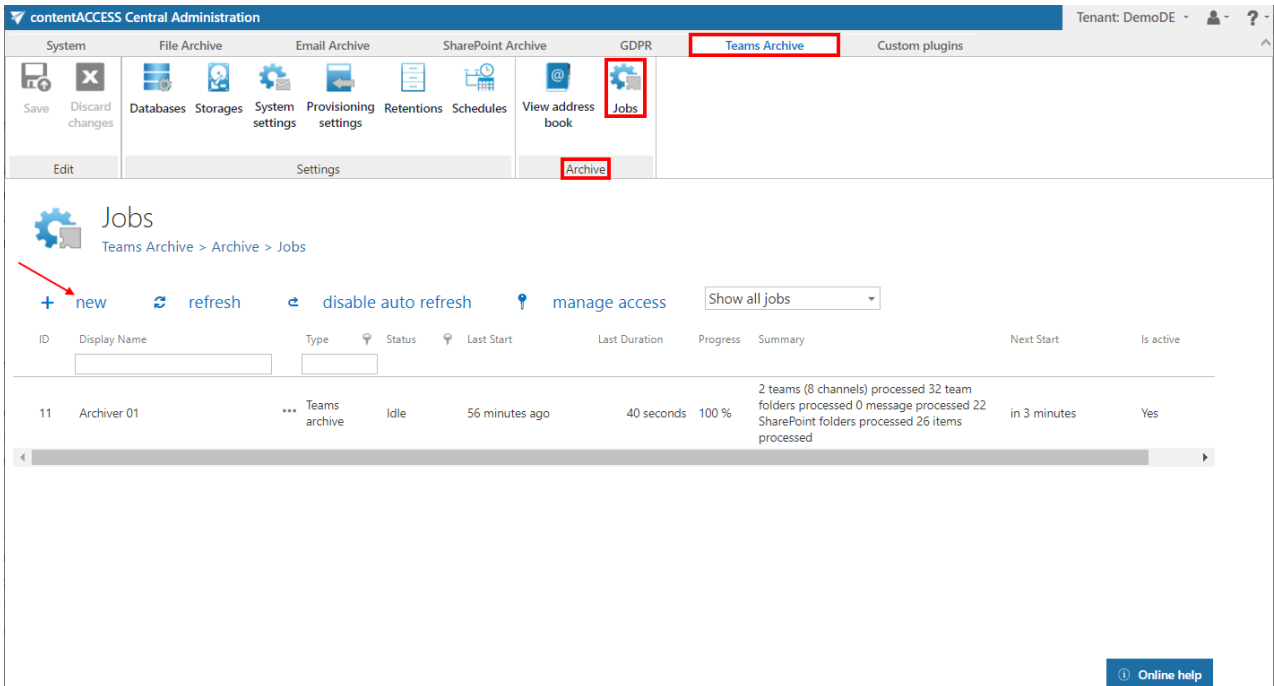 contentACCESS Central Administration
Tenant: DemoDE
?
System
File Archive
Email Archive
SharePoint Archive
GDPR
Teams Archive
Custom plugins
Save
Discard
changes
Databases
Storages
System
settings
Provisioning
settings
Retentions
Schedules
View address
book
Jobs
Edit
Settings
Archive
Jobs
Teams Archive > Archive > Jobs
+ new
refresh
disable auto refresh
manage access
Show all jobs
ID
Display Name
Type
Status
Last Start
Last Duration
Progress
Summary
Next Start
Is active
11
Archiver 01
•••
Teams
archive
Idle
56 minutes ago
40 seconds
100 %
2 teams (8 channels) processed 32 team
folders processed 0 message processed 22
SharePoint folders processed 26 items
processed
in 3 minutes
Yes
Online help